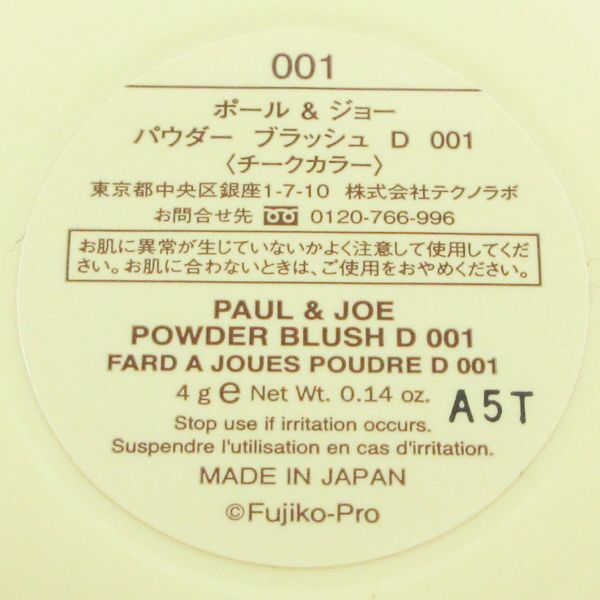 001
ポール & ジョー
パウダー ブラッシュ D 001
〈チークカラー〉
東京都中央区銀座1-7-10 株式会社テクノラボ
お問合せ先 0120-766-996
お肌に異常が生じていないかよく注意して使用してくだ
さい。お肌に合わないときは、ご使用をおやめください。
PAUL & JOE
POWDER BLUSH D 001
FARD A JOUES POUDRE D 001
4 g e Net Wt. 0.14 oz. A5T
Stop use if irritation occurs.
Suspendre l'utilisation en cas d'irritation.
MADE IN JAPAN
©Fujiko-Pro